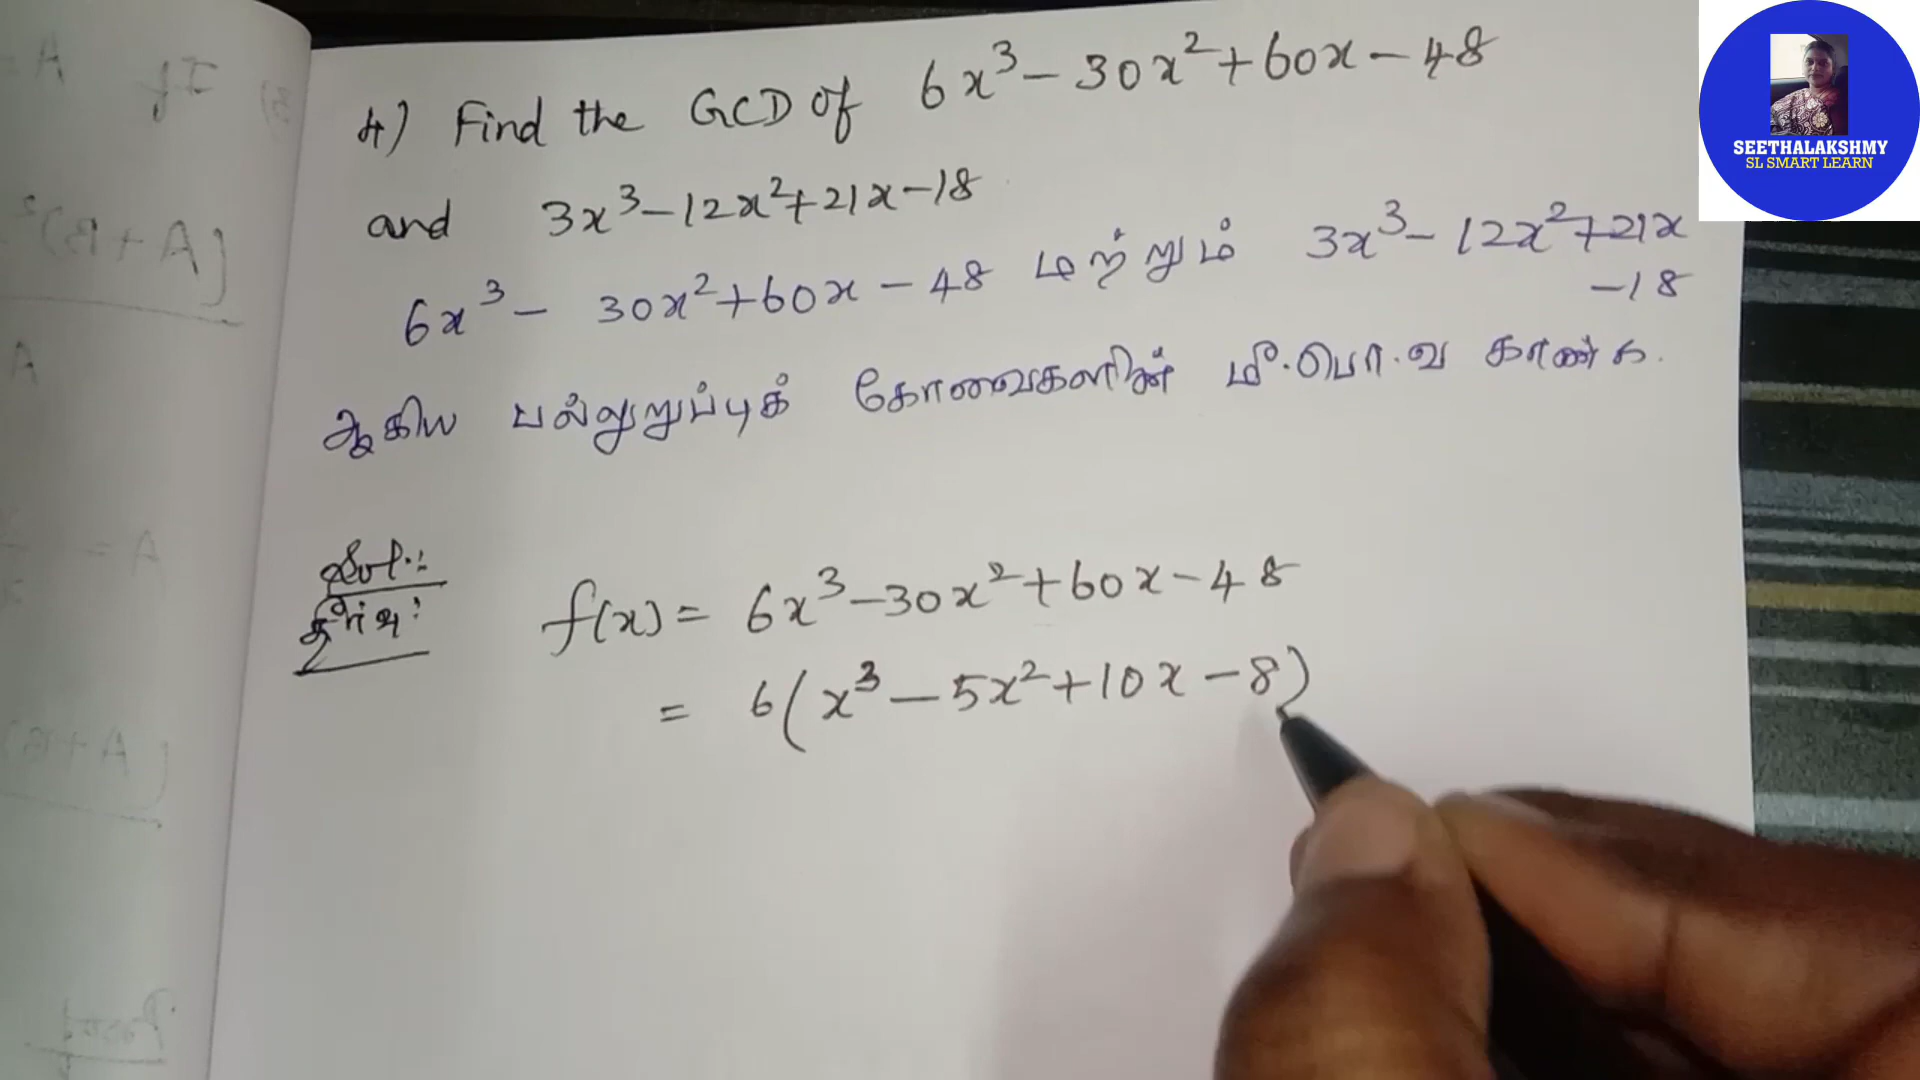 4) Find the GCD of 6x³ - 30x² + 60x - 48
and 3x³ - 12x² + 21x - 18
6x³ - 30x² + 60x - 48 மற்றும் 3x³ - 12x² + 21x
- 18
ஆகிய பல்லுறுப்புக் கோவைகளின் மீ.பொ.வ காண்க.
Sol.:
தீர்வு:
f(x) = 6x³ - 30x² + 60x - 48
= 6(x³ - 5x² + 10x - 8)
SEETHALAKSHMY
SL SMART LEARN